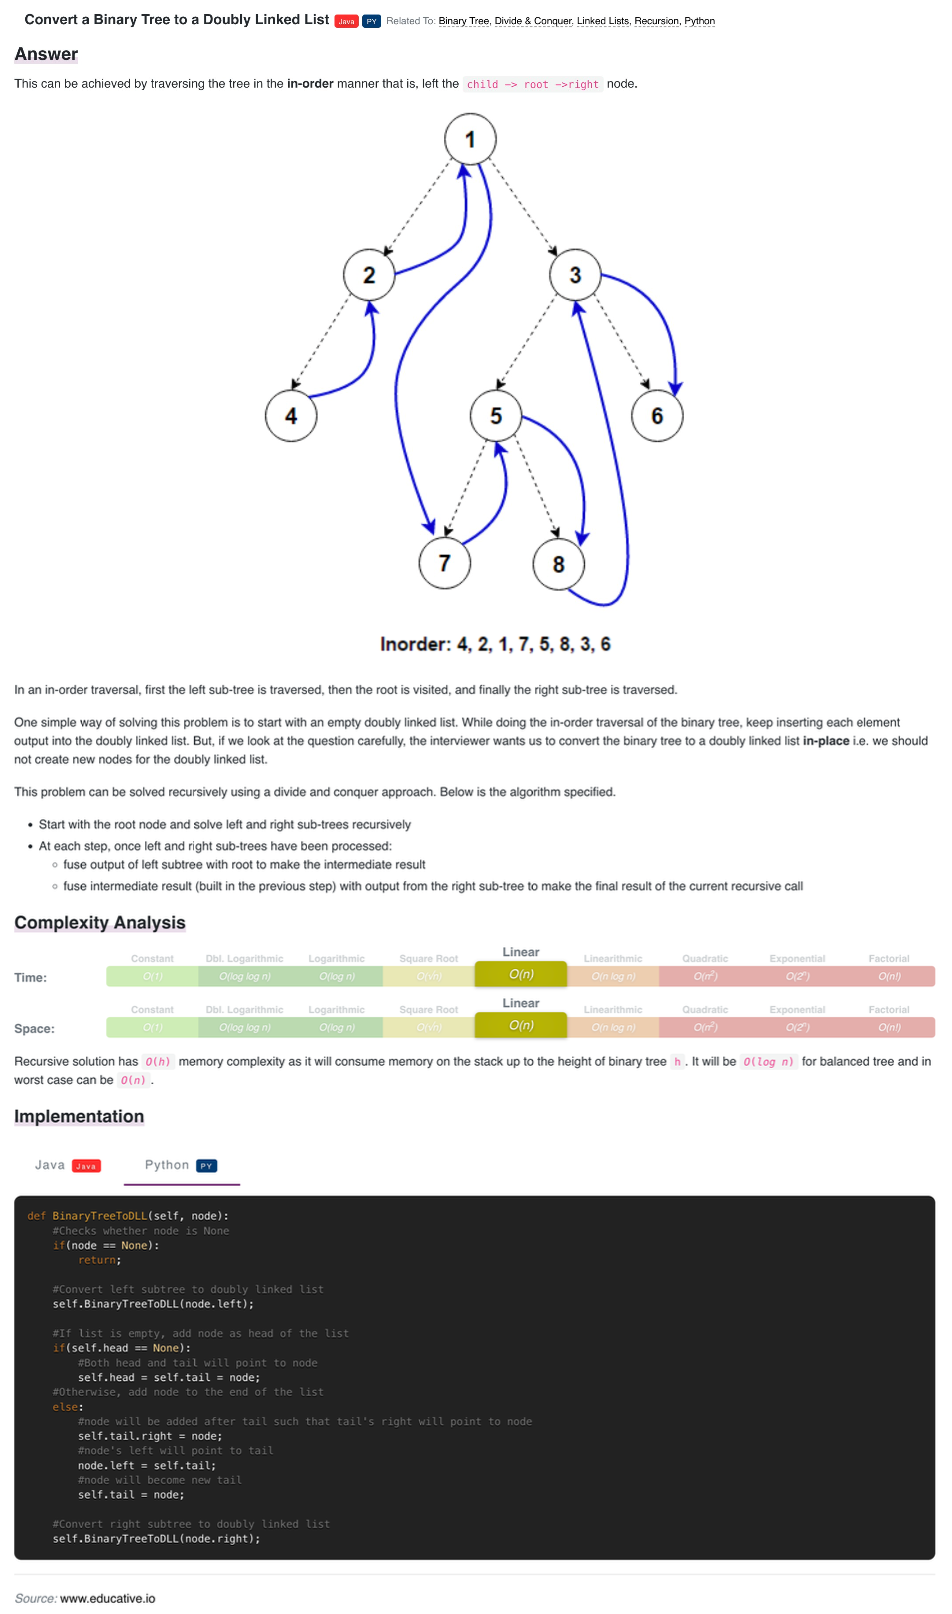 Convert a Binary Tree to a Doubly Linked List Java PY Related To: Binary Tree, Divide & Conquer, Linked Lists, Recursion, Python
Answer
This can be achieved by traversing the tree in the in-order manner that is, left the child -> root ->right node.
1
2
3
4
5
6
7
8
Inorder: 4, 2, 1, 7, 5, 8, 3, 6
In an in-order traversal, first the left sub-tree is traversed, then the root is visited, and finally the right sub-tree is traversed.
One simple way of solving this problem is to start with an empty doubly linked list. While doing the in-order traversal of the binary tree, keep inserting each element
output into the doubly linked list. But, if we look at the question carefully, the interviewer wants us to convert the binary tree to a doubly linked list in-place i.e. we should
not create new nodes for the doubly linked list.
This problem can be solved recursively using a divide and conquer approach. Below is the algorithm specified.
• Start with the root node and solve left and right sub-trees recursively
• At each step, once left and right sub-trees have been processed:
◦ fuse output of left subtree with root to make the intermediate result
◦ fuse intermediate result (built in the previous step) with output from the right sub-tree to make the final result of the current recursive call
Complexity Analysis
Constant Dbl. Logarithmic Logarithmic Square Root Linear Linearithmic Quadratic Exponential Factorial
Time: O(1) O(log log n) O(log n) O(√n) O(n) O(n log n) O(n²) O(2ⁿ) O(n!)
Constant Dbl. Logarithmic Logarithmic Square Root Linear Linearithmic Quadratic Exponential Factorial
Space: O(1) O(log log n) O(log n) O(√n) O(n) O(n log n) O(n²) O(2ⁿ) O(n!)
Recursive solution has O(h) memory complexity as it will consume memory on the stack up to the height of binary tree h . It will be O(log n) for balanced tree and in
worst case can be O(n) .
Implementation
Java Java Python PY
def BinaryTreeToDLL(self, node):
    #Checks whether node is None
    if(node == None):
        return;
    #Convert left subtree to doubly linked list
    self.BinaryTreeToDLL(node.left);
    #If list is empty, add node as head of the list
    if(self.head == None):
        #Both head and tail will point to node
        self.head = self.tail = node;
    #Otherwise, add node to the end of the list
    else:
        #node will be added after tail such that tail's right will point to node
        self.tail.right = node;
        #node's left will point to tail
        node.left = self.tail;
        #node will become new tail
        self.tail = node;
    #Convert right subtree to doubly linked list
    self.BinaryTreeToDLL(node.right);
Source: www.educative.io